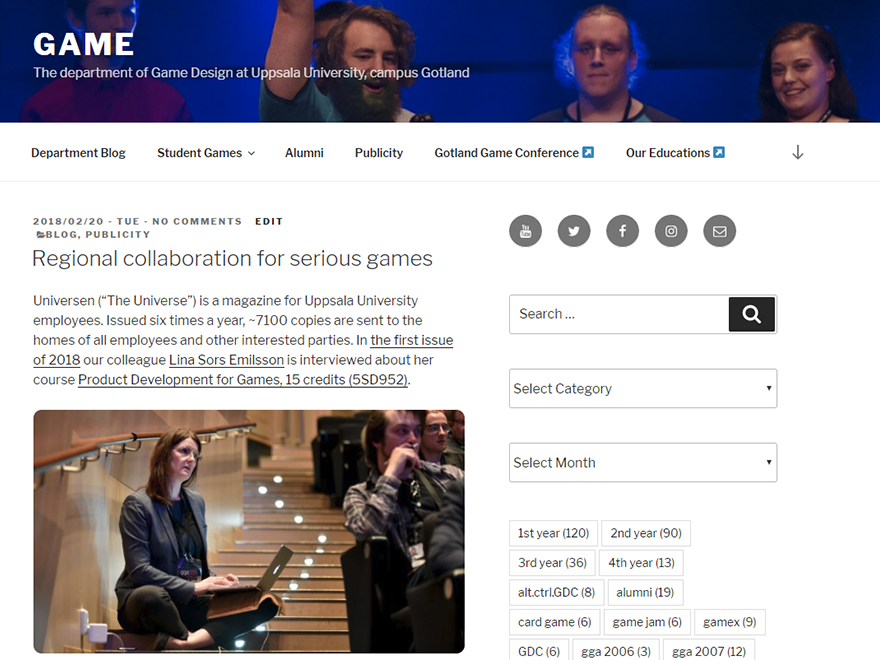 GAME
The department of Game Design at Uppsala University, campus Gotland
Department Blog
Student Games
Alumni
Publicity
Gotland Game Conference
Our Educations
2018/02/20 - TUE - NO COMMENTS EDIT
BLOG, PUBLICITY
Regional collaboration for serious games
Universen (“The Universe”) is a magazine for Uppsala University
employees. Issued six times a year, ~7100 copies are sent to the
homes of all employees and other interested parties. In the first issue
of 2018 our colleague Lina Sors Emilsson is interviewed about her
course Product Development for Games, 15 credits (5SD952).
You Tube
Search ...
Select Category
Select Month
1st year (120) 2nd year (90)
3rd year (36) 4th year (13)
alt.ctrl.GDC (8) alumni (19)
card game (6) game jam (6) gamex (9)
GDC (6) gga 2006 (3) gga 2007 (12)